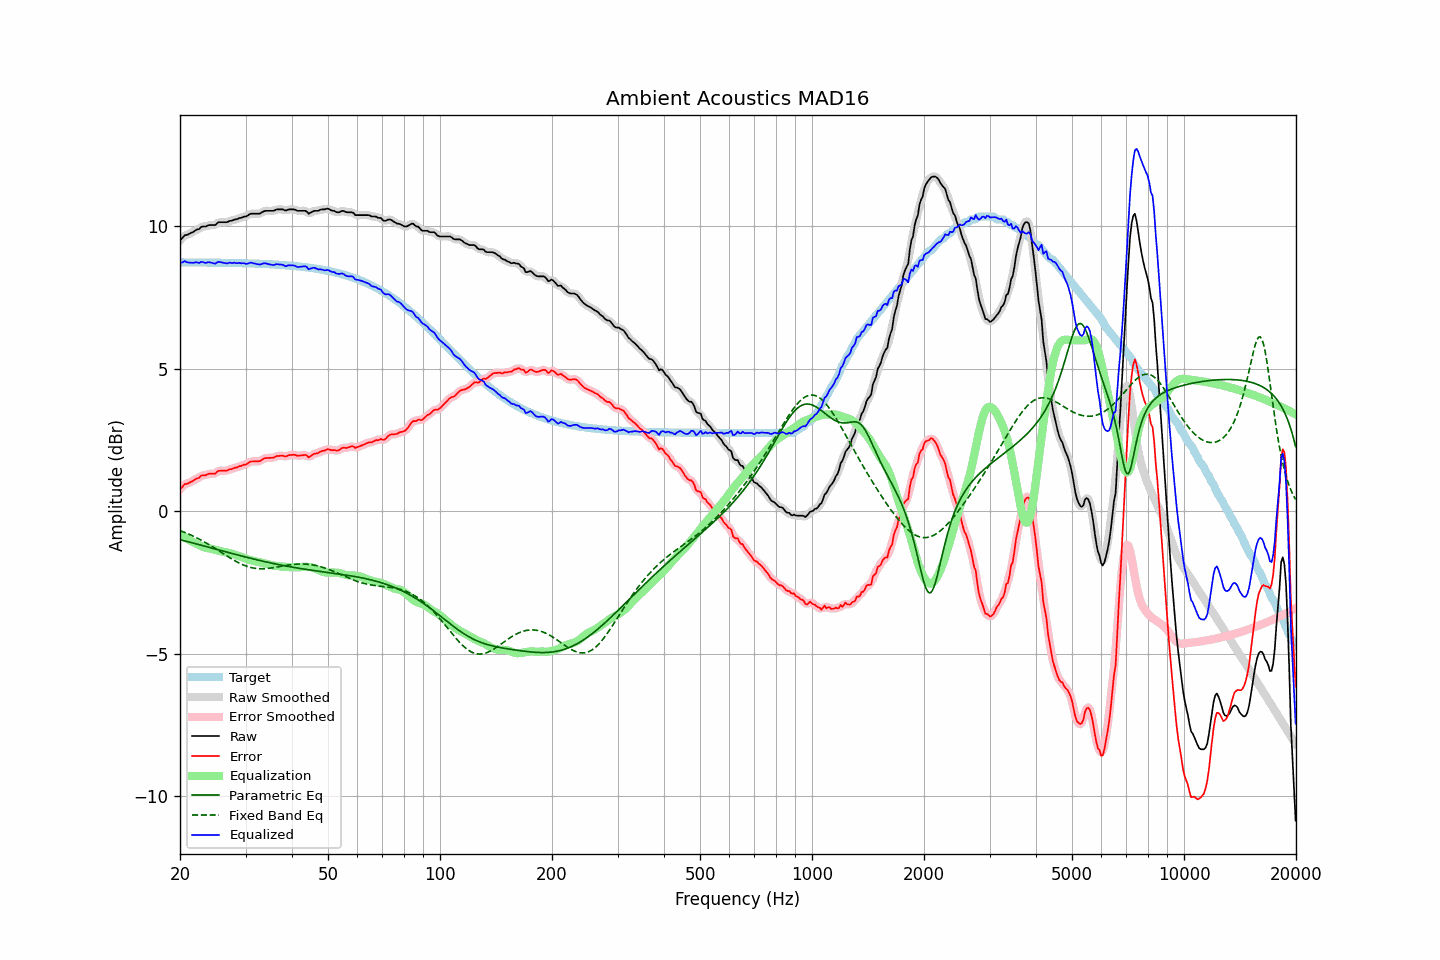 Ambient Acoustics MAD16
Amplitude (dBr)
10
5
0
−5
−10
Target
Raw Smoothed
Error Smoothed
Raw
Error
Equalization
Parametric Eq
Fixed Band Eq
Equalized
20 50 100 200 500 1000 2000 5000 10000 20000
Frequency (Hz)